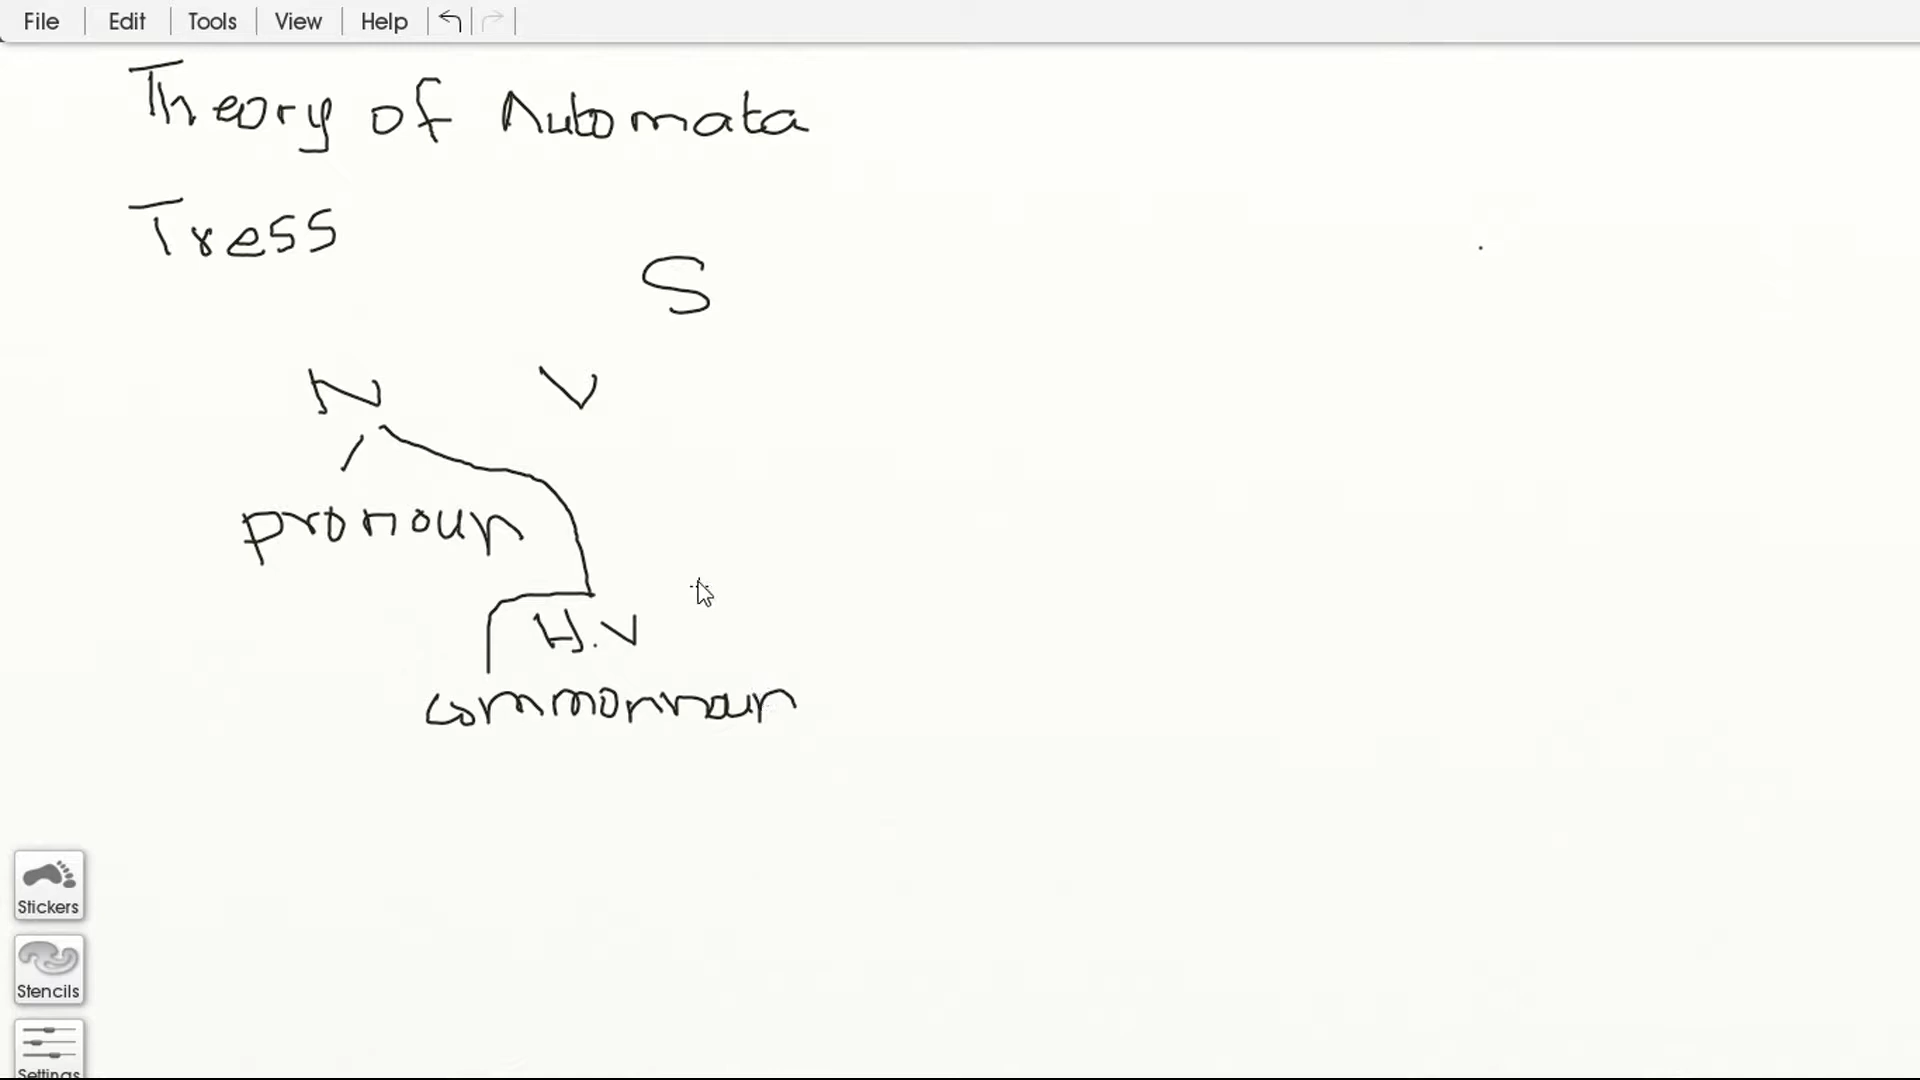 File Edit Tools View Help
Theory of Automata
Tress
S
N V
pronoun
H.V
commonnoun
Stickers
Stencils
Settings